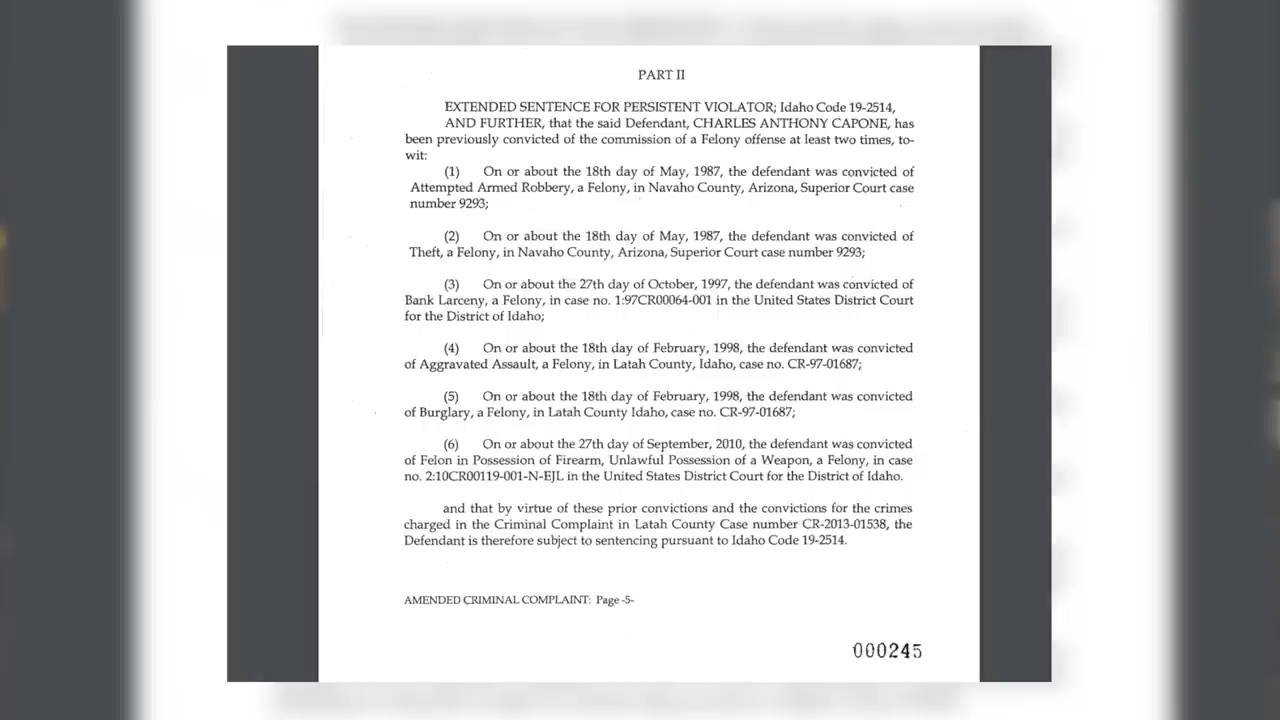 PART II
EXTENDED SENTENCE FOR PERSISTENT VIOLATOR; Idaho Code 19-2514,
AND FURTHER, that the said Defendant, CHARLES ANTHONY CAPONE, has
been previously convicted of the commission of a Felony offense at least two times, to-
wit:
(1) On or about the 18th day of May, 1987, the defendant was convicted of
Attempted Armed Robbery, a Felony, in Navaho County, Arizona, Superior Court case
number 9293;
(2) On or about the 18th day of May, 1987, the defendant was convicted of
Theft, a Felony, in Navaho County, Arizona, Superior Court case number 9293;
(3) On or about the 27th day of October, 1997, the defendant was convicted of
Bank Larceny, a Felony, in case no. 1:97CR00064-001 in the United States District Court
for the District of Idaho;
(4) On or about the 18th day of February, 1998, the defendant was convicted
of Aggravated Assault, a Felony, in Latah County, Idaho, case no. CR-97-01687;
(5) On or about the 18th day of February, 1998, the defendant was convicted
of Burglary, a Felony, in Latah County Idaho, case no. CR-97-01687;
(6) On or about the 27th day of September, 2010, the defendant was convicted
of Felon in Possession of Firearm, Unlawful Possession of a Weapon, a Felony, in case
no. 2:10CR00119-001-N-EJL in the United States District Court for the District of Idaho.
and that by virtue of these prior convictions and the convictions for the crimes
charged in the Criminal Complaint in Latah County Case number CR-2013-01538, the
Defendant is therefore subject to sentencing pursuant to Idaho Code 19-2514.
AMENDED CRIMINAL COMPLAINT: Page -5-
000245